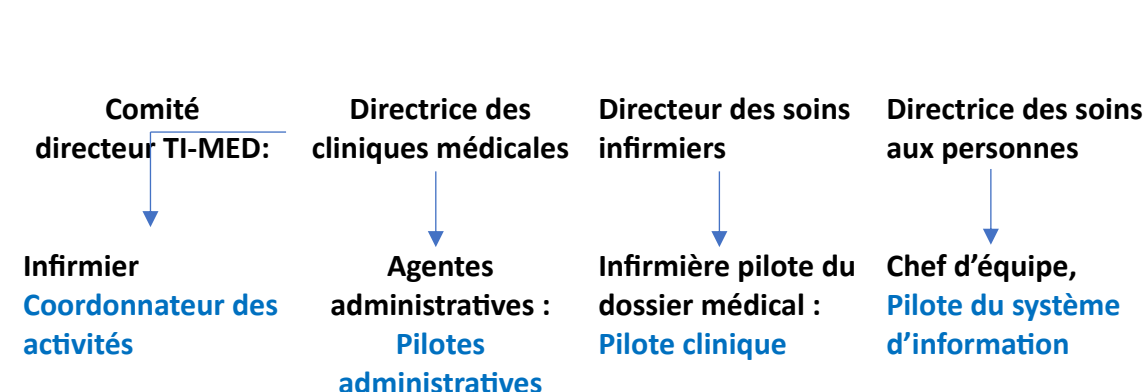 Comité
directeur TI-MED:
Directrice des
cliniques médicales
Directeur des soins
infirmiers
Directrice des soins
aux personnes
Infirmier
Coordonnateur des
activités
Agentes
administratives :
Pilotes
administratives
Infirmière pilote du
dossier médical :
Pilote clinique
Chef d’équipe,
Pilote du système
d’information